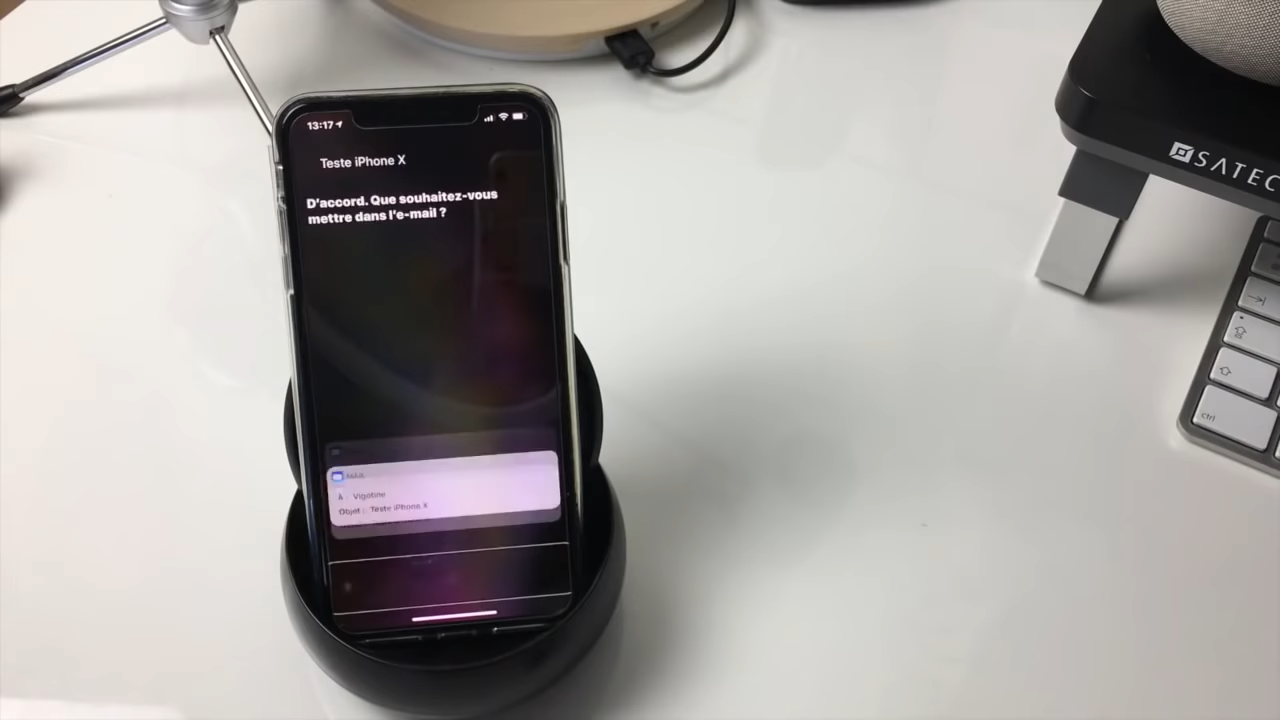 13:17
Teste iPhone X
D'accord. Que souhaitez-vous
mettre dans l'e-mail ?
MAIL
À : Vigotine
Objet : Teste iPhone X
SATEC
ctrl